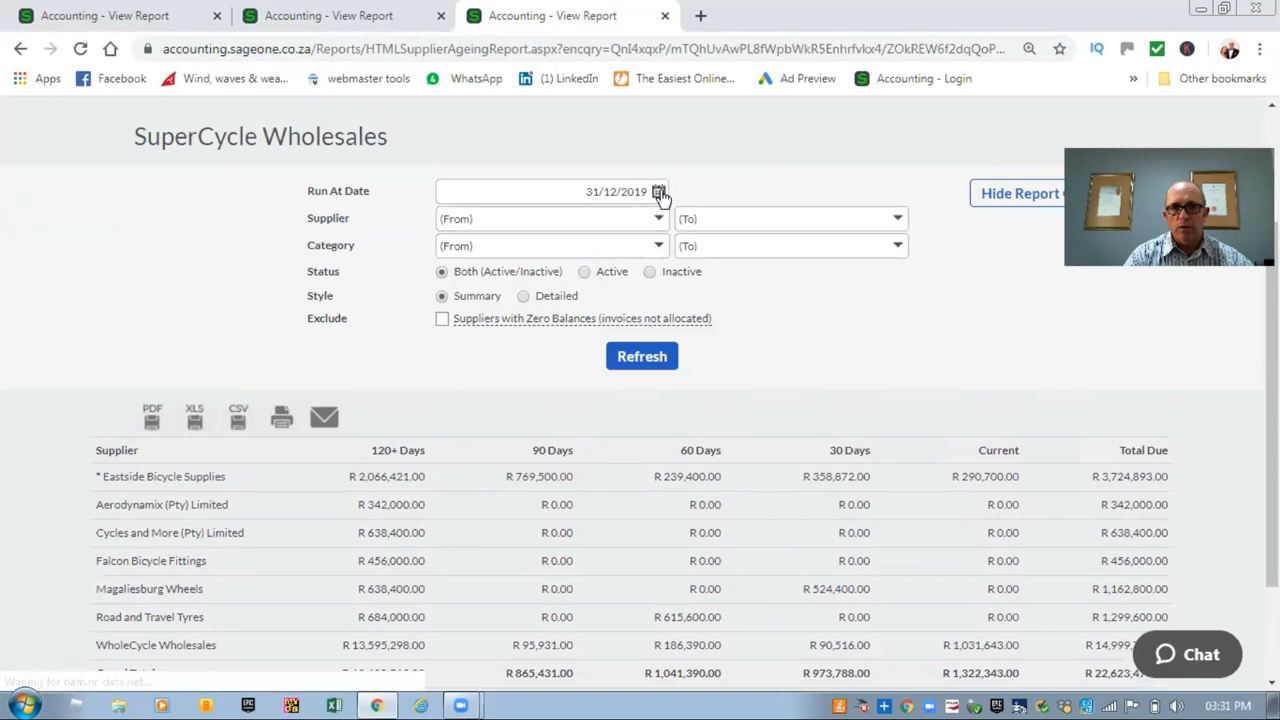 Accounting - View Report
Accounting - View Report
Accounting - View Report
accounting.sageone.co.za/Reports/HTMLSupplierAgeingReport.aspx?encqry=QnI4xqxP/mTQhUvAwPL8fWpbWkR5Enhrfvkx4/ZOkREW6f2dqQoP...
Apps Facebook Wind, waves & wea... webmaster tools WhatsApp (1) LinkedIn The Easiest Online... Ad Preview Accounting - Login » Other bookmarks
SuperCycle Wholesales
Run At Date 31/12/2019 Hide Report
Supplier (From) (To)
Category (From) (To)
Status Both (Active/Inactive) Active Inactive
Style Summary Detailed
Exclude Suppliers with Zero Balances (invoices not allocated)
Refresh
PDF XLS CSV
Supplier 120+ Days 90 Days 60 Days 30 Days Current Total Due
* Eastside Bicycle Supplies R 2,066,421.00 R 769,500.00 R 239,400.00 R 358,872.00 R 290,700.00 R 3,724,893.00
Aerodynamix (Pty) Limited R 342,000.00 R 0.00 R 0.00 R 0.00 R 0.00 R 342,000.00
Cycles and More (Pty) Limited R 638,400.00 R 0.00 R 0.00 R 0.00 R 0.00 R 638,400.00
Falcon Bicycle Fittings R 456,000.00 R 0.00 R 0.00 R 0.00 R 0.00 R 456,000.00
Magaliesburg Wheels R 638,400.00 R 0.00 R 0.00 R 524,400.00 R 0.00 R 1,162,800.00
Road and Travel Tyres R 684,000.00 R 0.00 R 615,600.00 R 0.00 R 0.00 R 1,299,600.00
WholeCycle Wholesales R 13,595,298.00 R 95,931.00 R 186,390.00 R 90,516.00 R 1,031,643.00 R 14,999,
R 865,431.00 R 1,041,390.00 R 973,788.00 R 1,322,343.00 R 22,623,4
Chat
Waiting for bam.nr-data.net...
03:31 PM